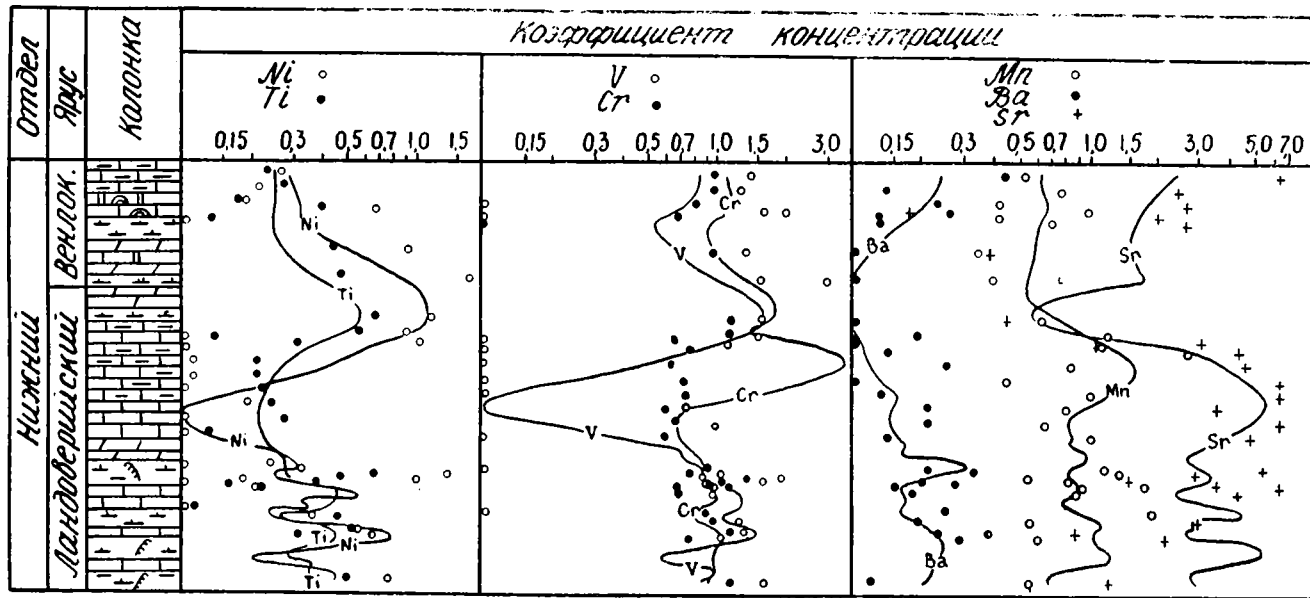 Коэффициент концентрации
Отдел
Ярус
Колонка
Ni ○
Ti ●
0,15 0,3 0,5 0,7 1,0 1,5
V ○
Cr ●
0,15 0,3 0,5 0,7 1,0 1,5 3,0
Mn ○
Ba ●
Sr +
0,15 0,3 0,5 0,7 1,0 1,5 3,0 5,0 7,0
Нижний
Венлок.
Лландоверийский
Ni
Ti
Ni
Ti
Ni
Ti
Cr
V
Cr
V
Cr
V
Ba
Sr
Mn
Sr
Ba